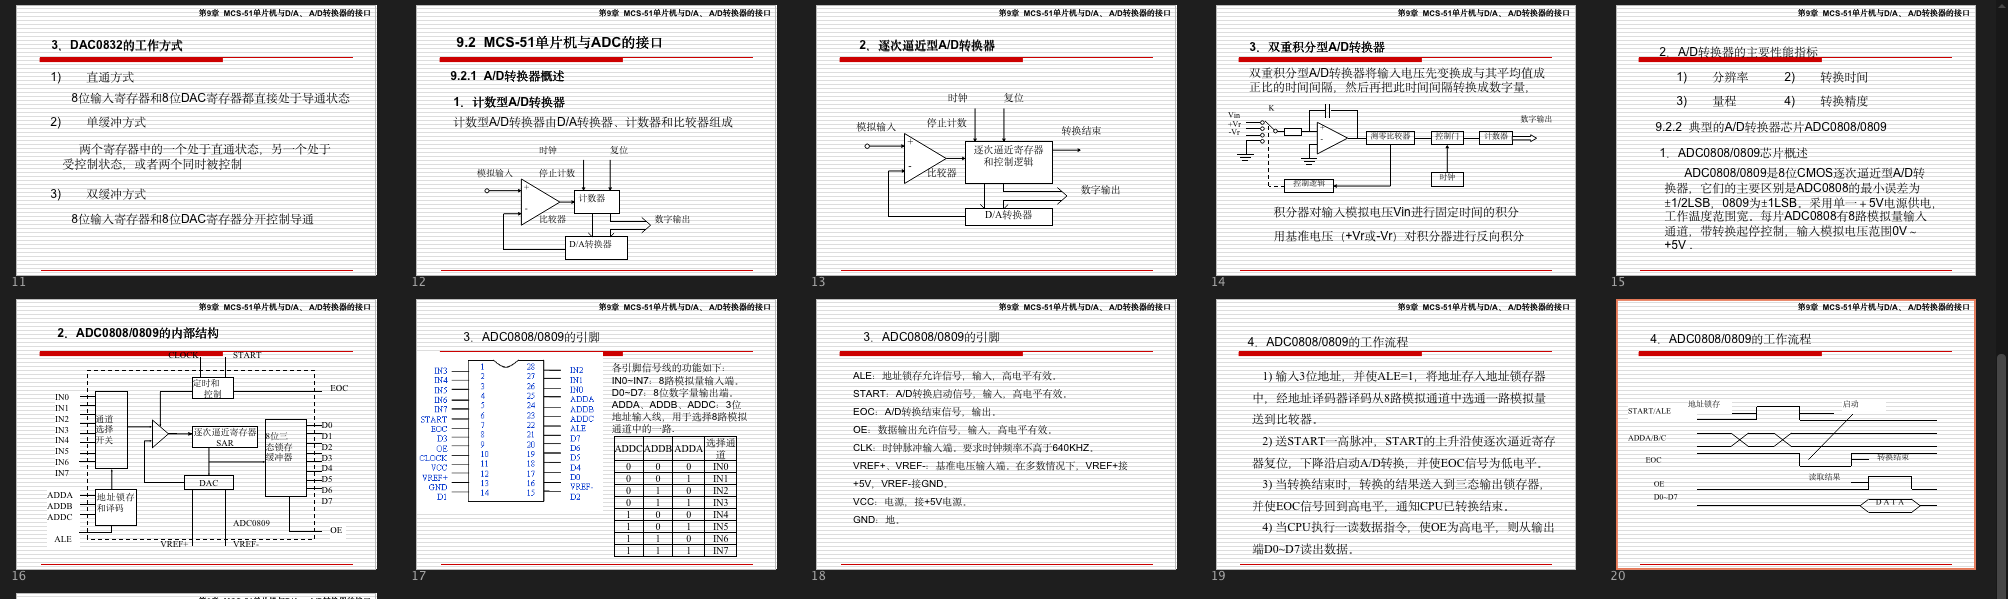 第9章 MCS-51单片机与D/A、A/D转换器的接口
3．DAC0832的工作方式
1) 直通方式
8位输入寄存器和8位DAC寄存器都直接处于导通状态
2) 单缓冲方式
两个寄存器中的一个处于直通状态，另一个处于
受控制状态，或者两个同时被控制
3) 双缓冲方式
8位输入寄存器和8位DAC寄存器分开控制导通
11
第9章 MCS-51单片机与D/A、A/D转换器的接口
9.2 MCS-51单片机与ADC的接口
9.2.1 A/D转换器概述
1．计数型A/D转换器
计数型A/D转换器由D/A转换器、计数器和比较器组成
时钟 复位
模拟输入 停止计数
+
计数器
-
比较器 数字输出
D/A转换器
12
第9章 MCS-51单片机与D/A、A/D转换器的接口
2．逐次逼近型A/D转换器
时钟 复位
模拟输入 停止计数 转换结束
+
逐次逼近寄存器
和控制逻辑
-
比较器
数字输出
D/A转换器
13
第9章 MCS-51单片机与D/A、A/D转换器的接口
3．双重积分型A/D转换器
双重积分型A/D转换器将输入电压先变换成与其平均值成
正比的时间间隔，然后再把此时间间隔转换成数字量，
K
Vin
+Vr
-Vr
+
-
过零比较器 控制门 计数器
数字输出
控制逻辑 时钟
积分器对输入模拟电压Vin进行固定时间的积分
用基准电压（+Vr或-Vr）对积分器进行反向积分
14
第9章 MCS-51单片机与D/A、A/D转换器的接口
2．A/D转换器的主要性能指标
1) 分辨率 2) 转换时间
3) 量程 4) 转换精度
9.2.2 典型的A/D转换器芯片ADC0808/0809
1．ADC0808/0809芯片概述
ADC0808/0809是8位CMOS逐次逼近型A/D转
换器，它们的主要区别是ADC0808的最小误差为
±1/2LSB，0809为±1LSB．采用单一＋5V电源供电，
工作温度范围宽．每片ADC0808有8路模拟量输入
通道，带转换起停控制，输入模拟电压范围0V～
+5V．
15
第9章 MCS-51单片机与D/A、A/D转换器的接口
2．ADC0808/0809的内部结构
CLOCK START
定时和
控制
EOC
IN0
IN1
IN2
IN3
IN4
IN5
IN6
IN7
通道
选择
开关
逐次逼近寄存器
SAR
8位三
态锁存
缓冲器
D0
D1
D2
D3
D4
D5
D6
D7
DAC
ADDA
ADDB
ADDC
地址锁存
和译码
ADC0809
ALE
OE
VREF+ VREF-
16
第9章 MCS-51单片机与D/A、A/D转换器的接口
3．ADC0808/0809的引脚
IN3 1 28 IN2
IN4 2 27 IN1
IN5 3 26 IN0
IN6 4 25 ADDA
IN7 5 24 ADDB
START 6 23 ADDC
EOC 7 22 ALE
D3 8 21 D7
OE 9 20 D6
CLOCK 10 19 D5
VCC 11 18 D4
VREF+ 12 17 D0
GND 13 16 VREF-
D1 14 15 D2
各引脚信号线的功能如下：
IN0~IN7：8路模拟量输入端．
D0~D7：8位数字量输出端．
ADDA、ADDB、ADDC：3位
地址输入线，用于选择8路模拟
通道中的一路．
ADDC ADDB ADDA 选择通道
0 0 0 IN0
0 0 1 IN1
0 1 0 IN2
0 1 1 IN3
1 0 0 IN4
1 0 1 IN5
1 1 0 IN6
1 1 1 IN7
17
第9章 MCS-51单片机与D/A、A/D转换器的接口
3．ADC0808/0809的引脚
ALE：地址锁存允许信号，输入，高电平有效．
START：A/D转换启动信号，输入，高电平有效．
EOC：A/D转换结束信号，输出．
OE：数据输出允许信号，输入，高电平有效．
CLK：时钟脉冲输入端，要求时钟频率不高于640KHZ．
VREF+、VREF-：基准电压输入端．在多数情况下，VREF+接
+5V，VREF-接GND．
VCC：电源，接+5V电源．
GND：地．
18
第9章 MCS-51单片机与D/A、A/D转换器的接口
4．ADC0808/0809的工作流程
1) 输入3位地址，并使ALE=1，将地址存入地址锁存器
中，经地址译码器译码从8路模拟通道中选通一路模拟量
送到比较器．
2) 送START一高脉冲，START的上升沿使逐次逼近寄存
器复位，下降沿启动A/D转换，并使EOC信号为低电平．
3) 当转换结束时，转换的结果送入到三态输出锁存器，
并使EOC信号回到高电平，通知CPU已转换结束．
4) 当CPU执行一读数据指令，使OE为高电平，则从输出
端D0~D7读出数据．
19
第9章 MCS-51单片机与D/A、A/D转换器的接口
4．ADC0808/0809的工作流程
地址锁存 启动
START/ALE
ADDA/B/C
EOC 转换结束
读取结果
OE
D0~D7 DATA
20